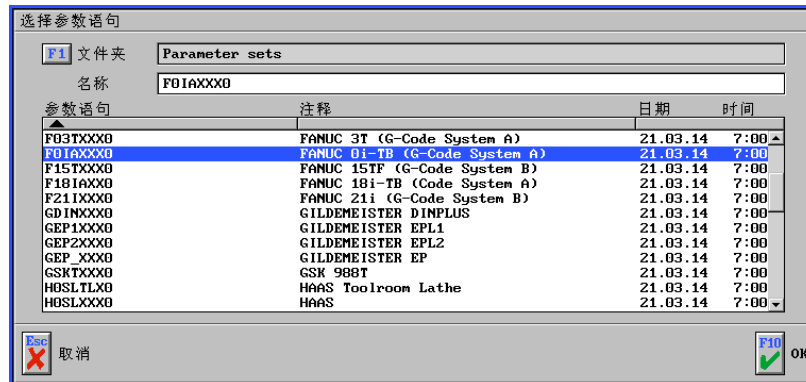 选择参数语句
F1 文件夹 Parameter sets
名称 F0IAXXX0
参数语句 注释 日期 时间
F03TXXX0 FANUC 3T (G-Code System A) 21.03.14 7:00
F0IAXXX0 FANUC 0i-TB (G-Code System A) 21.03.14 7:00
F15TXXX0 FANUC 15TF (G-Code System B) 21.03.14 7:00
F18IAXX0 FANUC 18i-TB (Code System A) 21.03.14 7:00
F21IXXX0 FANUC 21i (G-Code System B) 21.03.14 7:00
GDINXXX0 GILDEMEISTER DINPLUS 21.03.14 7:00
GEP1XXX0 GILDEMEISTER EPL1 21.03.14 7:00
GEP2XXX0 GILDEMEISTER EPL2 21.03.14 7:00
GEP_XXX0 GILDEMEISTER EP 21.03.14 7:00
GSKTXXX0 GSK 988T 21.03.14 7:00
HOSLTLX0 HAAS Toolroom Lathe 21.03.14 7:00
HOSLXXX0 HAAS 21.03.14 7:00
Esc 取消 F10 OK